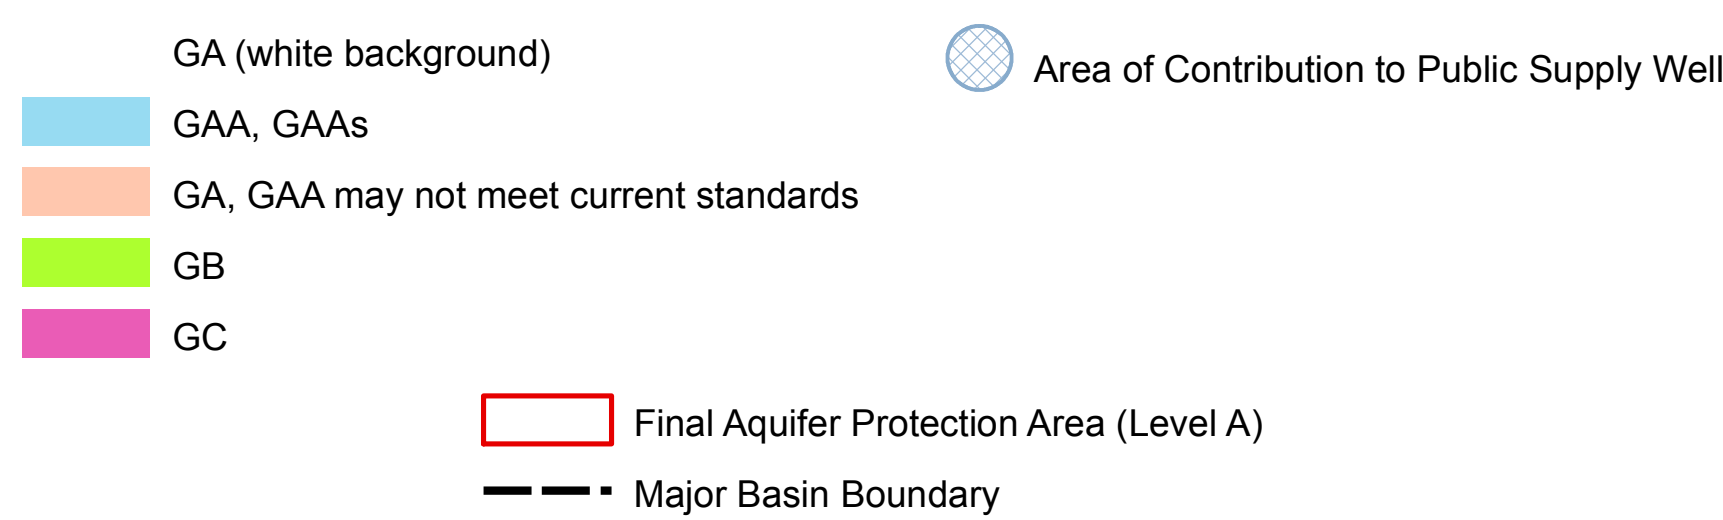 GA (white background)
Area of Contribution to Public Supply Well
GAA, GAAs
GA, GAA may not meet current standards
GB
GC
Final Aquifer Protection Area (Level A)
Major Basin Boundary